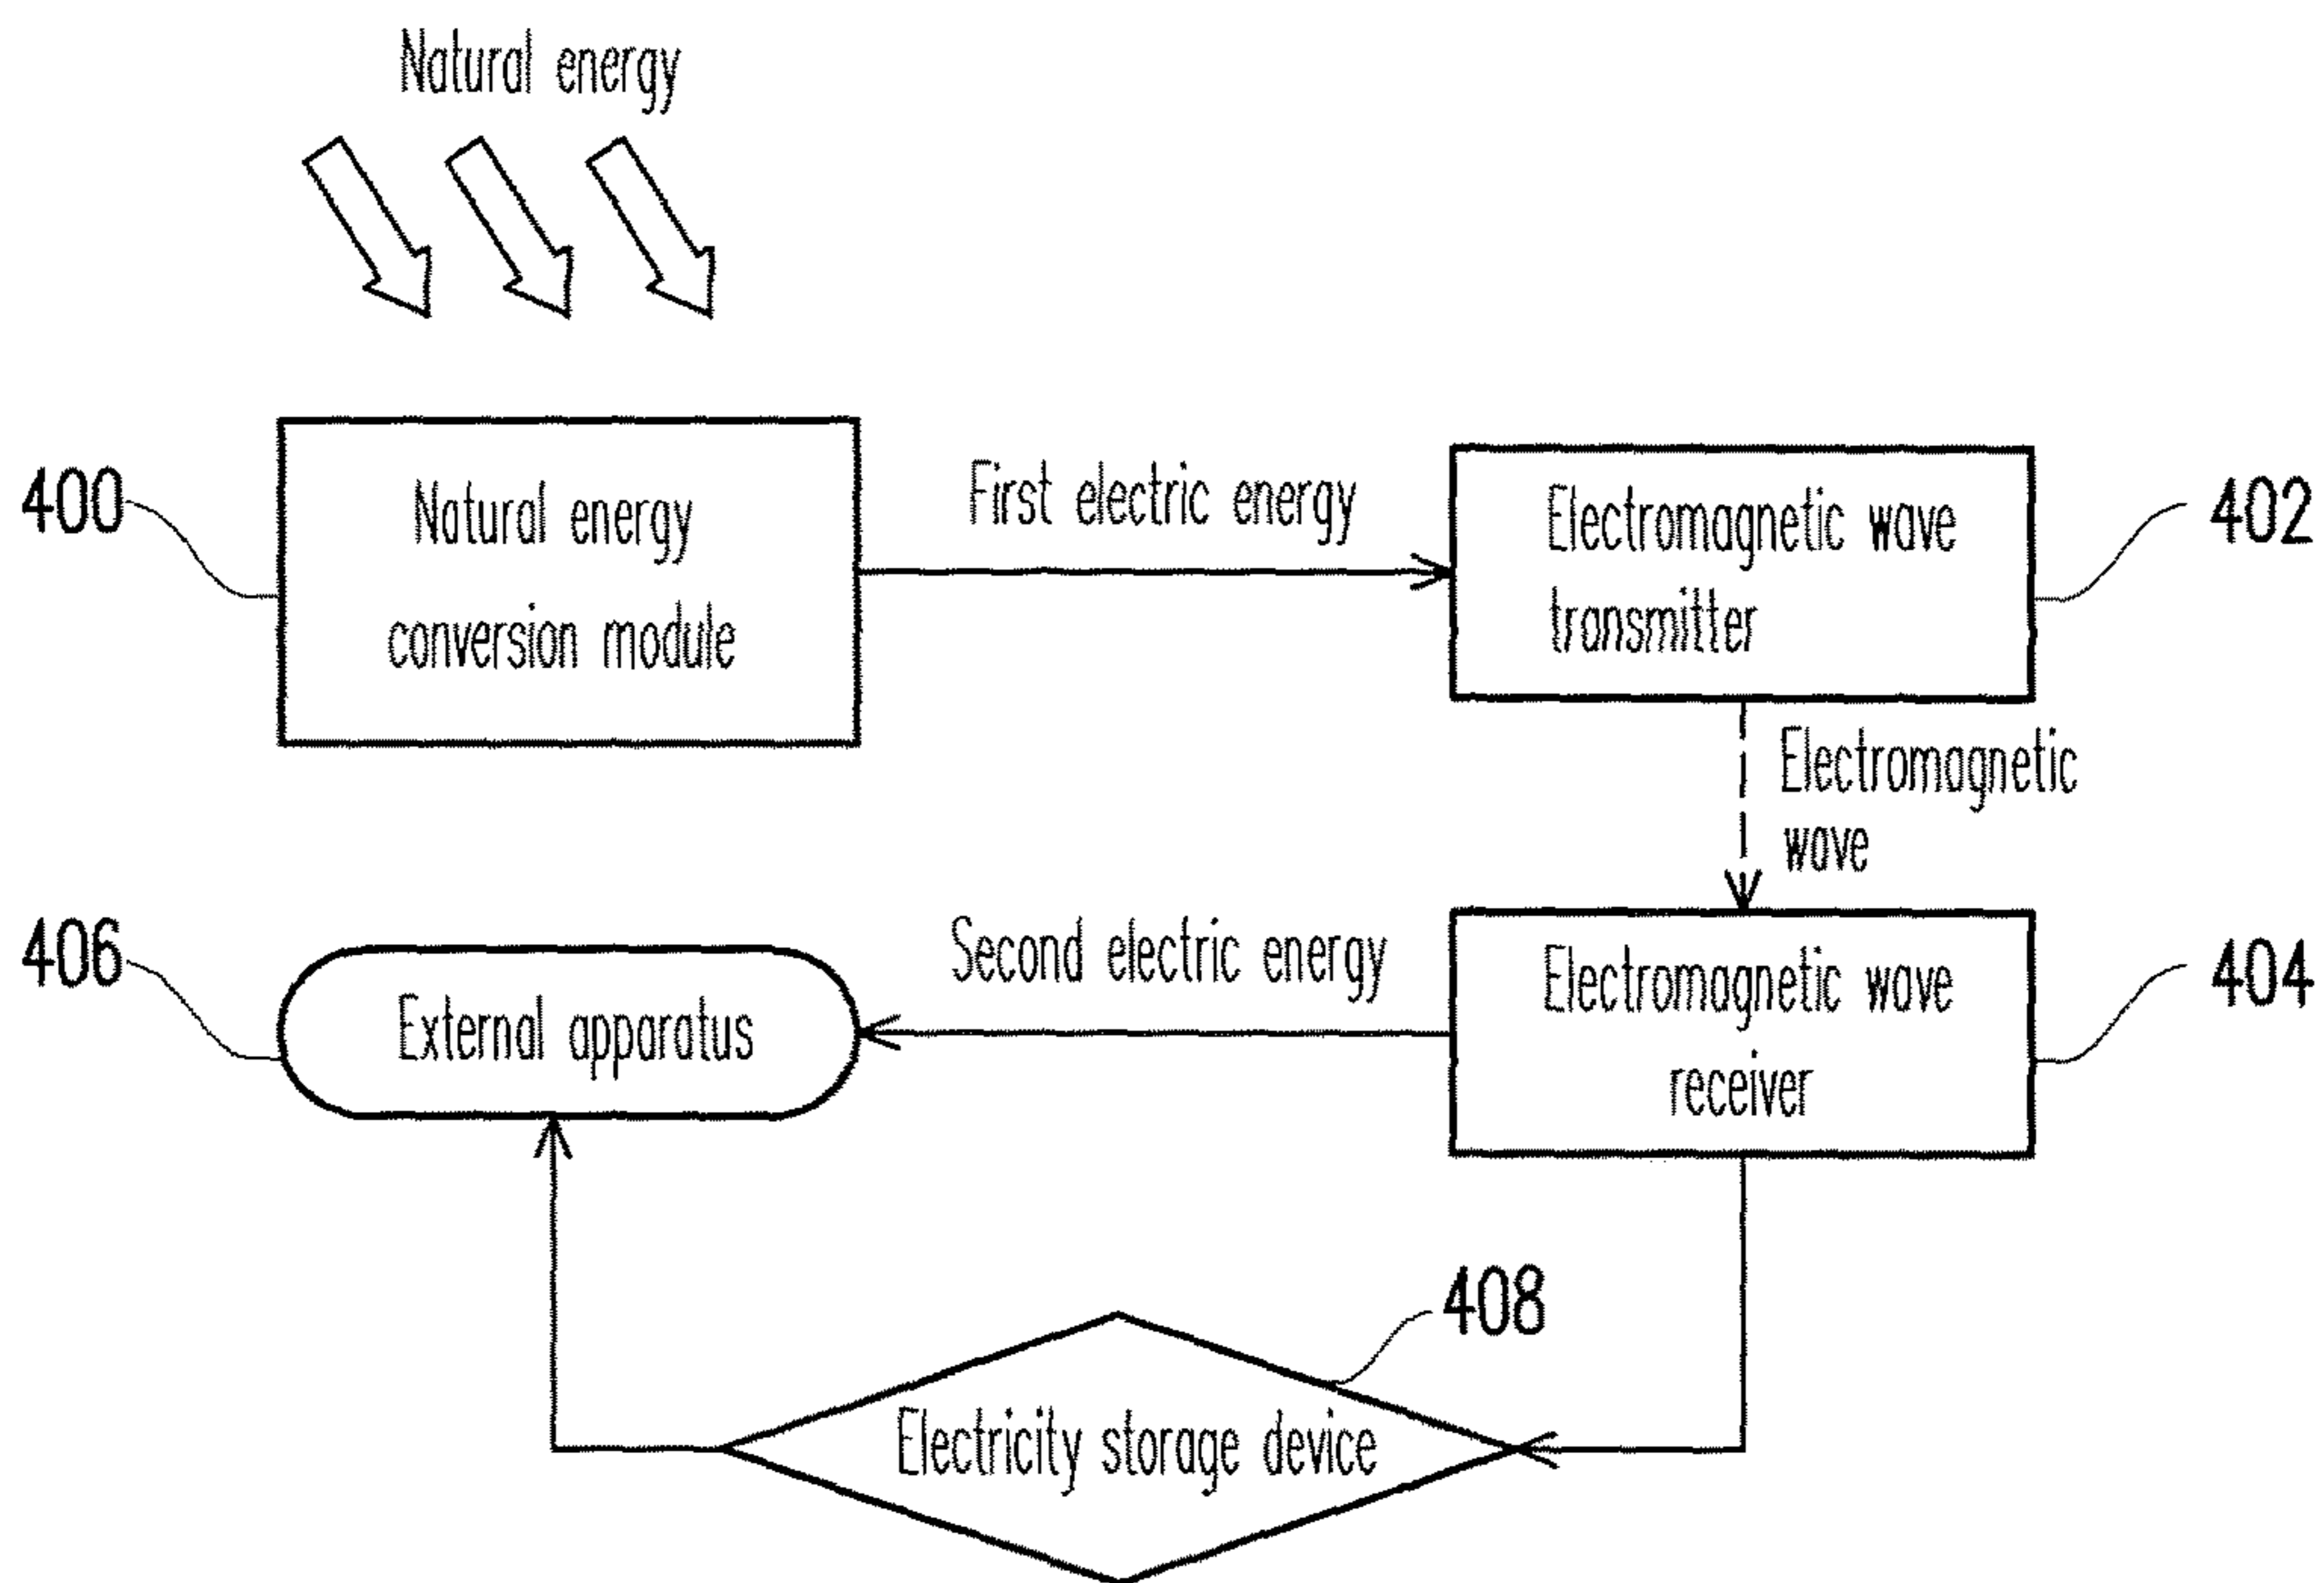 Natural energy
400
Natural energy
conversion module
First electric energy
Electromagnetic wave
transmitter
402
Electromagnetic
wave
406
External apparatus
Second electric energy
Electromagnetic wave
receiver
404
408
Electricity storage device